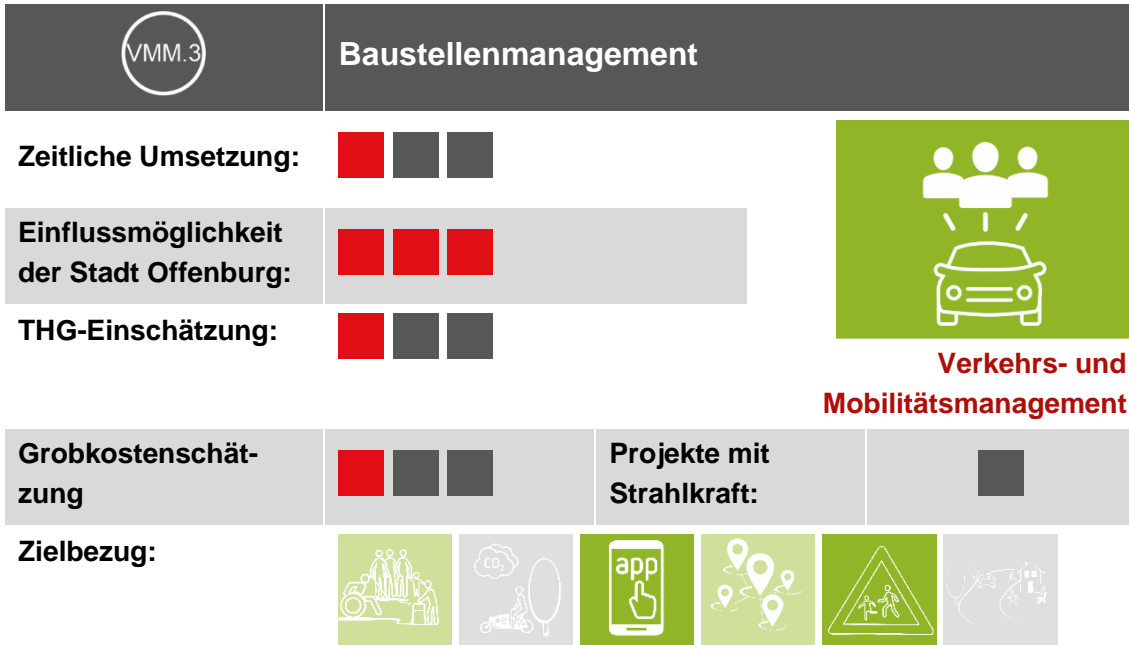 VMM.3
Baustellenmanagement
Zeitliche Umsetzung:
Einflussmöglichkeit
der Stadt Offenburg:
THG-Einschätzung:
Verkehrs- und
Mobilitätsmanagement
Grobkostenschät-
zung
Projekte mit
Strahlkraft:
Zielbezug:
CO₂
app